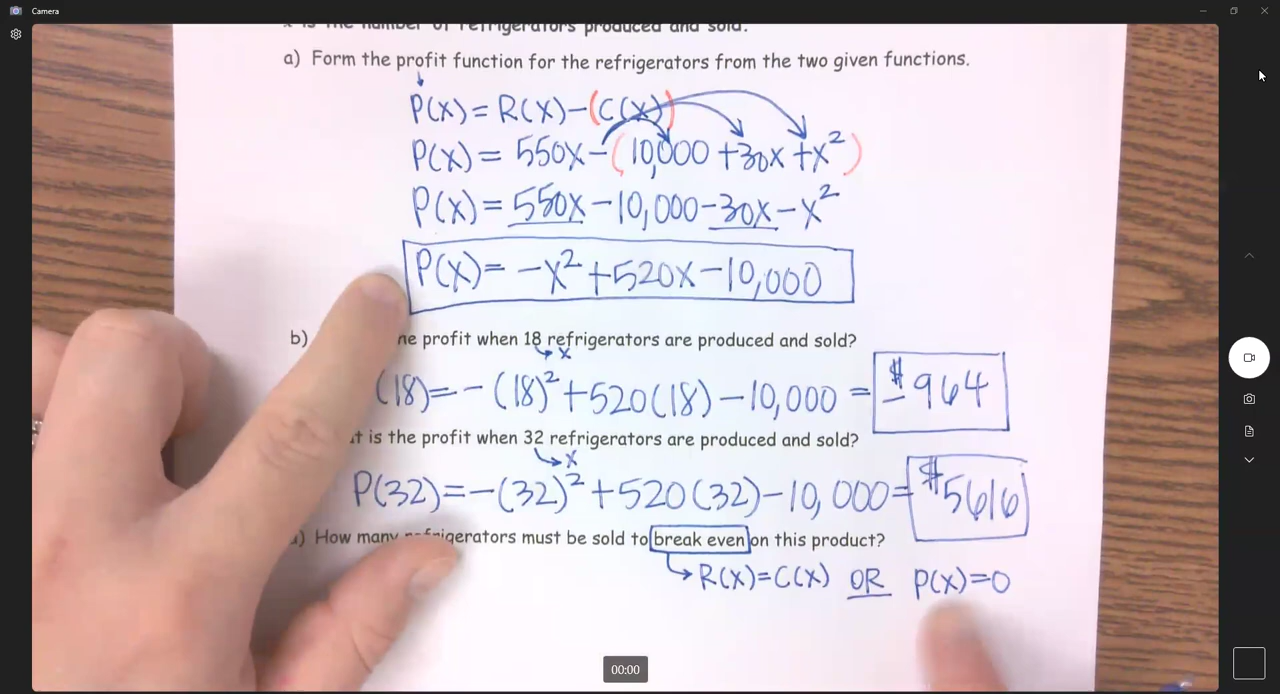 Camera
x is the number of refrigerators produced and sold.
a) Form the profit function for the refrigerators from the two given functions.
P(x) = R(x) - (C(x))
P(x) = 550x - (10,000 + 30x + x²)
P(x) = 550x - 10,000 - 30x - x²
P(x) = -x² + 520x - 10,000
b) the profit when 18 refrigerators are produced and sold?
x
(18) = - (18)² + 520(18) - 10,000 = -$964
is the profit when 32 refrigerators are produced and sold?
x
P(32) = -(32)² + 520(32) - 10,000 = $5616
How many refrigerators must be sold to break even on this product?
R(x) = C(x) OR P(x) = 0
00:00